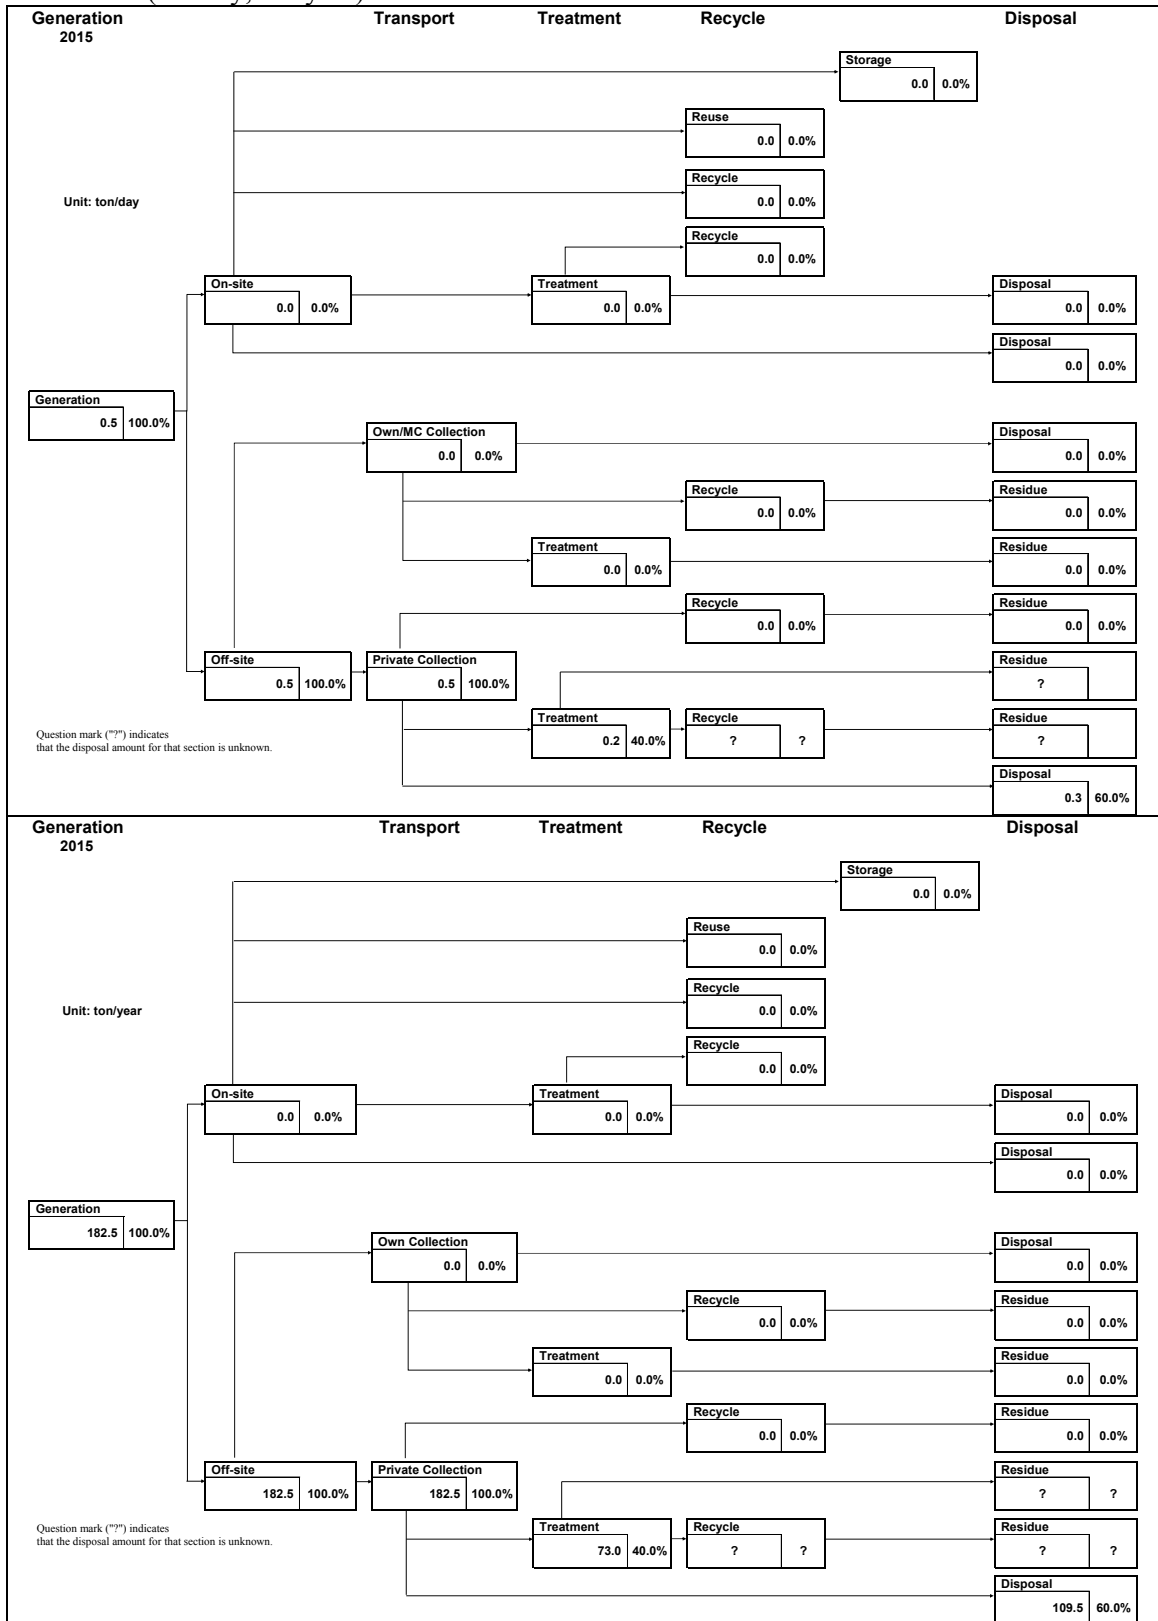 Generation Transport Treatment Recycle Disposal
2015
Storage
0.0 0.0%
Reuse
0.0 0.0%
Recycle
0.0 0.0%
Unit: ton/day
Recycle
0.0 0.0%
On-site Treatment Disposal
0.0 0.0% 0.0 0.0% 0.0 0.0%
Disposal
0.0 0.0%
Generation
0.5 100.0%
Own/MC Collection Disposal
0.0 0.0% 0.0 0.0%
Recycle Residue
0.0 0.0% 0.0 0.0%
Treatment Residue
0.0 0.0% 0.0 0.0%
Recycle Residue
0.0 0.0% 0.0 0.0%
Off-site Private Collection Residue
0.5 100.0% 0.5 100.0% ?
Treatment Recycle Residue
0.2 40.0% ? ? ?
Question mark ("?") indicates
that the disposal amount for that section is unknown.
Disposal
0.3 60.0%
Generation Transport Treatment Recycle Disposal
2015
Storage
0.0 0.0%
Reuse
0.0 0.0%
Recycle
0.0 0.0%
Unit: ton/year
Recycle
0.0 0.0%
On-site Treatment Disposal
0.0 0.0% 0.0 0.0% 0.0 0.0%
Disposal
0.0 0.0%
Generation
182.5 100.0%
Own Collection Disposal
0.0 0.0% 0.0 0.0%
Recycle Residue
0.0 0.0% 0.0 0.0%
Treatment Residue
0.0 0.0% 0.0 0.0%
Recycle Residue
0.0 0.0% 0.0 0.0%
Off-site Private Collection Residue
182.5 100.0% 182.5 100.0% ? ?
Treatment Recycle Residue
73.0 40.0% ? ? ? ?
Question mark ("?") indicates
that the disposal amount for that section is unknown.
Disposal
109.5 60.0%